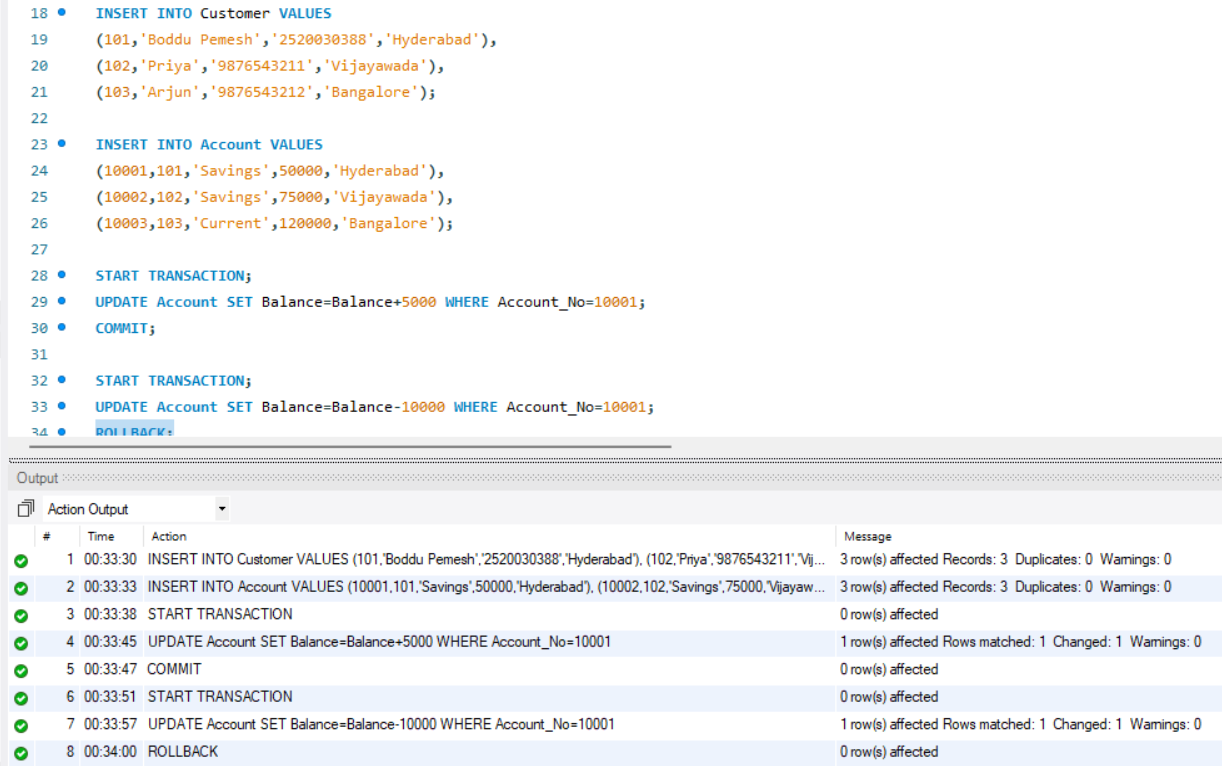 18 INSERT INTO Customer VALUES
19 (101,'Boddu Pemesh','2520030388','Hyderabad'),
20 (102,'Priya','9876543211','Vijayawada'),
21 (103,'Arjun','9876543212','Bangalore');
22
23 INSERT INTO Account VALUES
24 (10001,101,'Savings',50000,'Hyderabad'),
25 (10002,102,'Savings',75000,'Vijayawada'),
26 (10003,103,'Current',120000,'Bangalore');
27
28 START TRANSACTION;
29 UPDATE Account SET Balance=Balance+5000 WHERE Account_No=10001;
30 COMMIT;
31
32 START TRANSACTION;
33 UPDATE Account SET Balance=Balance-10000 WHERE Account_No=10001;
34 ROLLBACK;
Output
Action Output
# Time Action Message
1 00:33:30 INSERT INTO Customer VALUES (101,'Boddu Pemesh','2520030388','Hyderabad'), (102,'Priya','9876543211','Vij... 3 row(s) affected Records: 3 Duplicates: 0 Warnings: 0
2 00:33:33 INSERT INTO Account VALUES (10001,101,'Savings',50000,'Hyderabad'), (10002,102,'Savings',75000,'Vijayaw... 3 row(s) affected Records: 3 Duplicates: 0 Warnings: 0
3 00:33:38 START TRANSACTION 0 row(s) affected
4 00:33:45 UPDATE Account SET Balance=Balance+5000 WHERE Account_No=10001 1 row(s) affected Rows matched: 1 Changed: 1 Warnings: 0
5 00:33:47 COMMIT 0 row(s) affected
6 00:33:51 START TRANSACTION 0 row(s) affected
7 00:33:57 UPDATE Account SET Balance=Balance-10000 WHERE Account_No=10001 1 row(s) affected Rows matched: 1 Changed: 1 Warnings: 0
8 00:34:00 ROLLBACK 0 row(s) affected